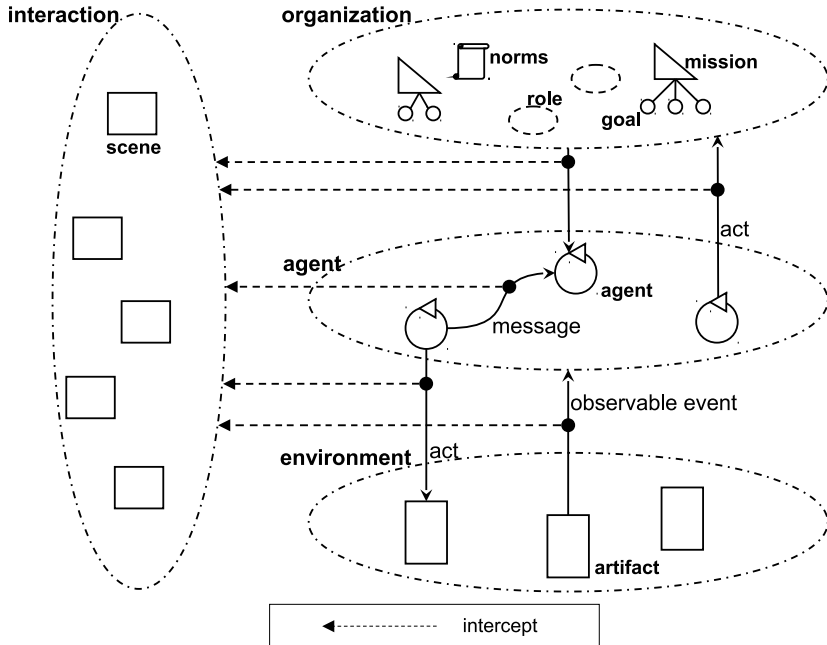 interaction
organization
norms
mission
role
goal
scene
act
agent
agent
message
observable event
act
environment
artifact
intercept